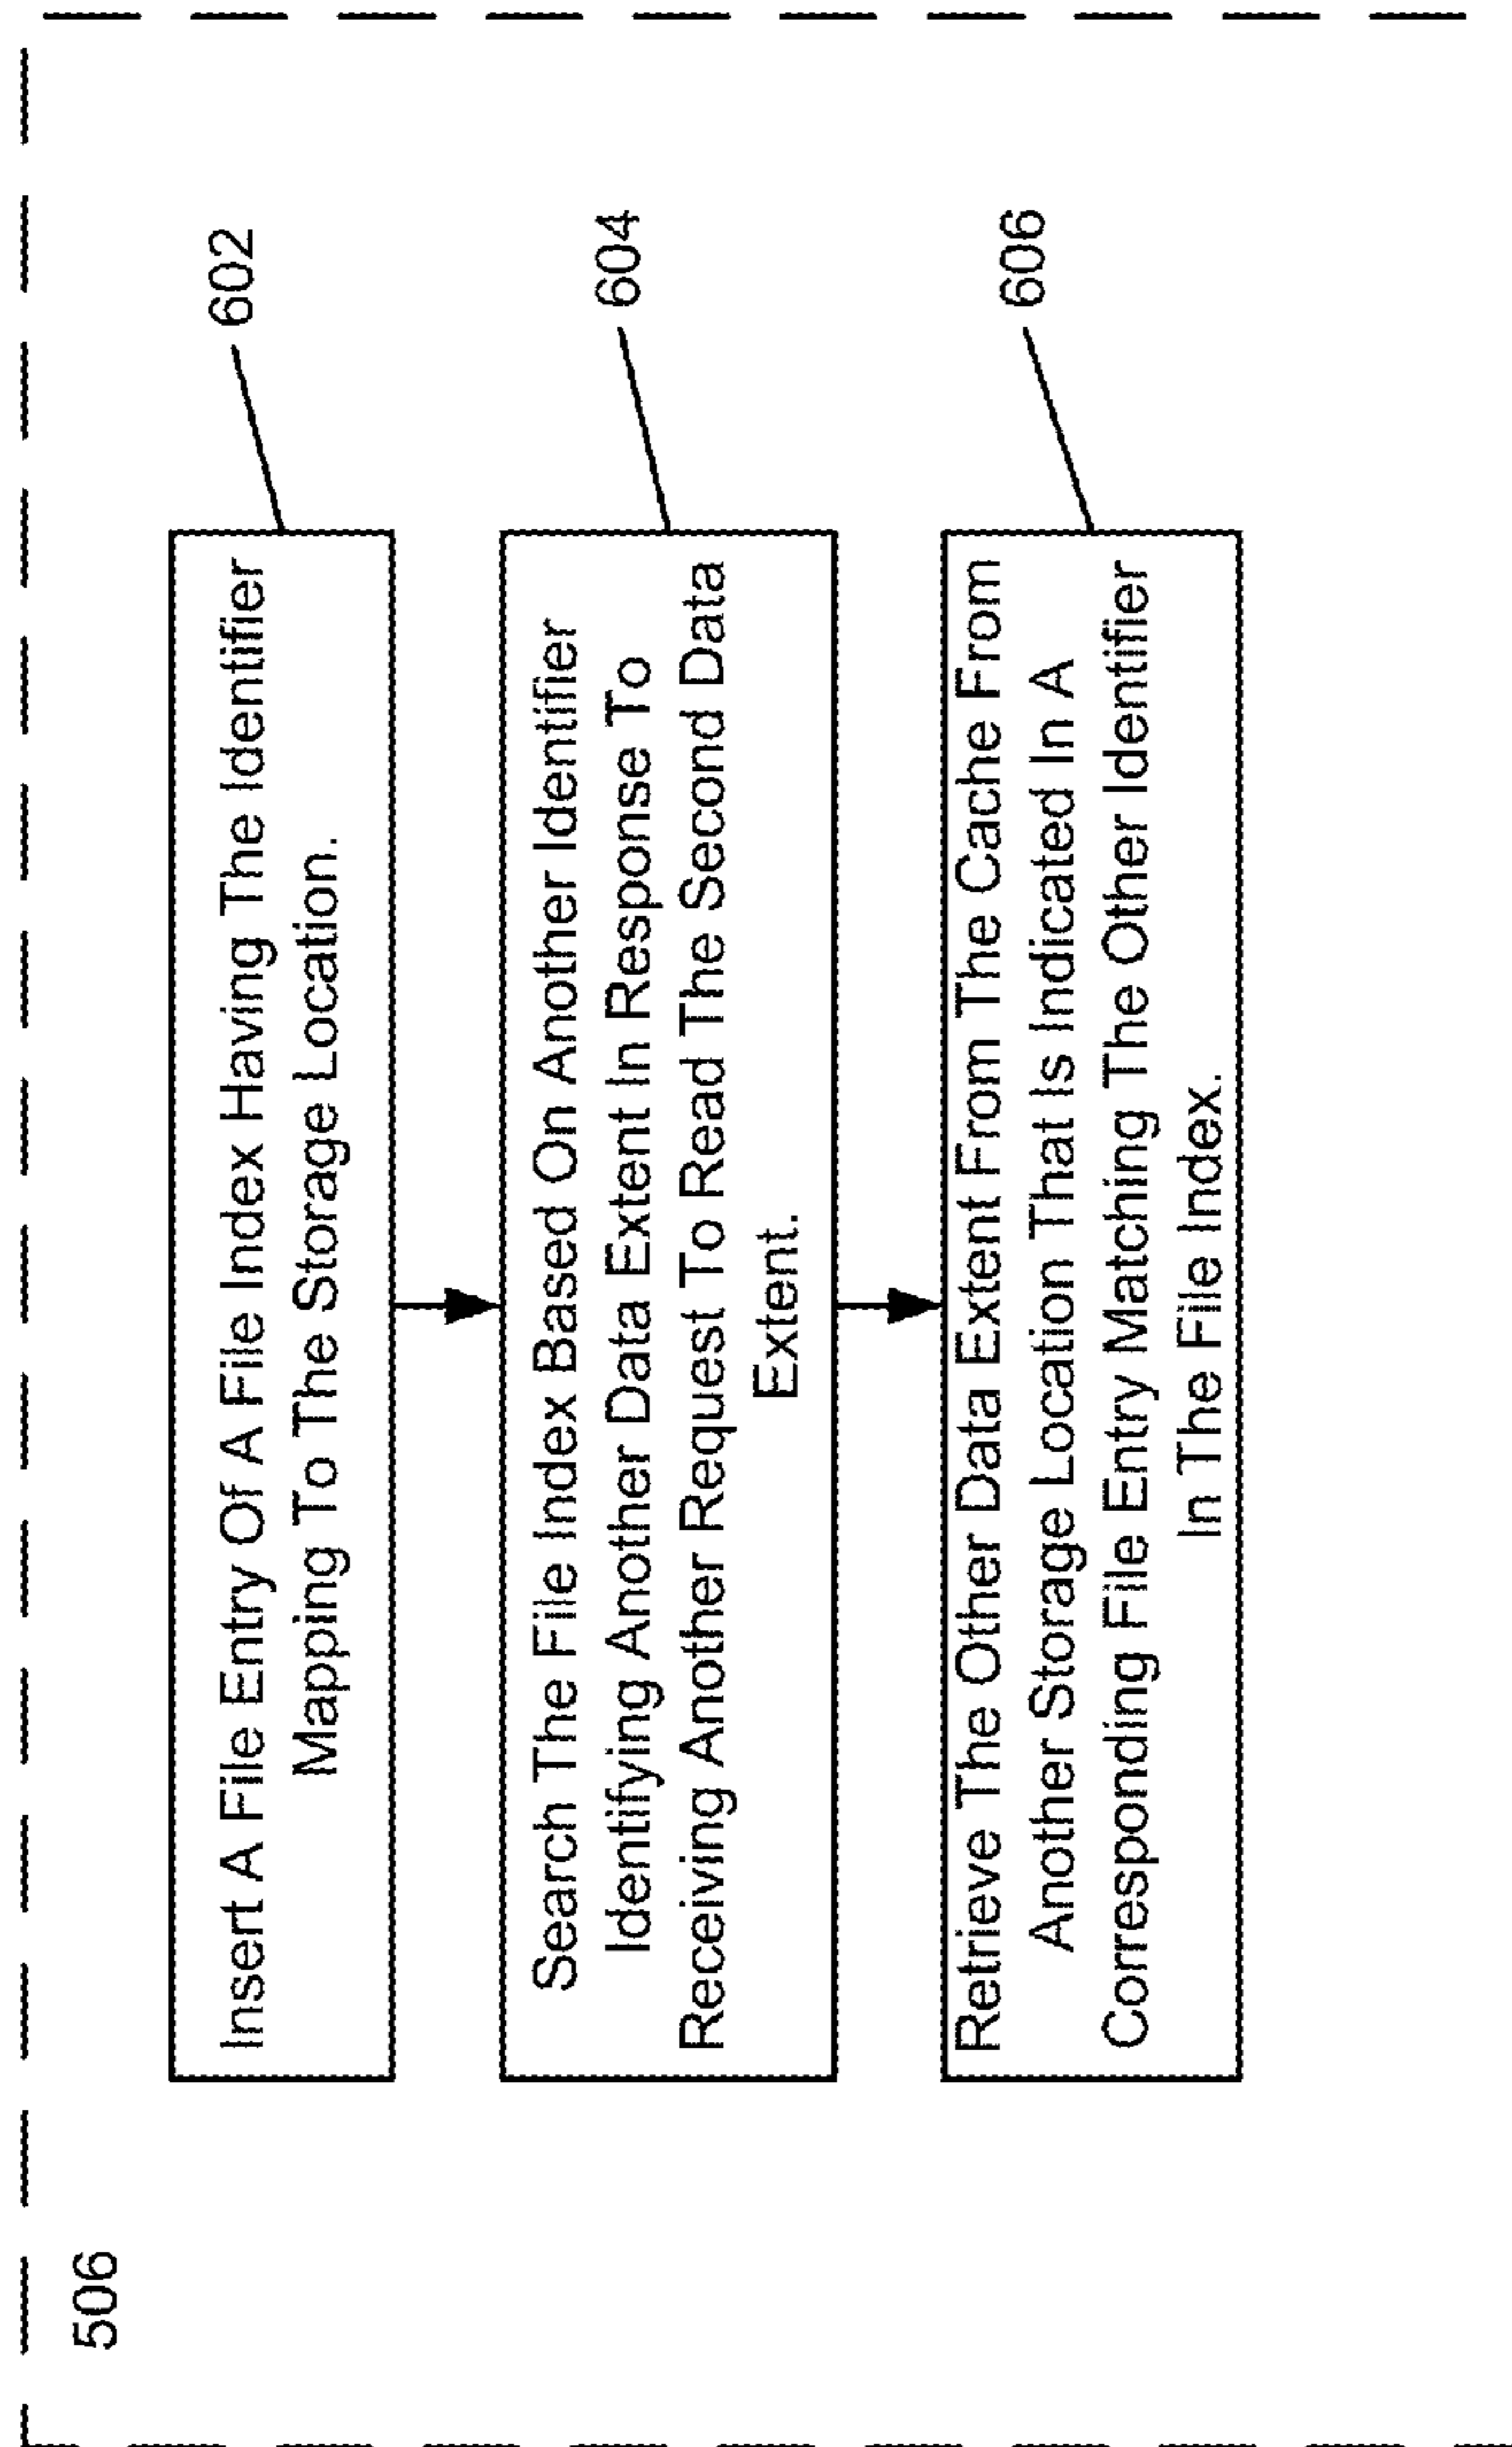 506
Insert A File Entry Of A File Index Having The Identifier
Mapping To The Storage Location.
602
Search The File Index Based On Another Identifier
Identifying Another Data Extent In Response To
Receiving Another Request To Read The Second Data
Extent.
604
Retrieve The Other Data Extent From The Cache From
Another Storage Location That Is Indicated In A
Corresponding File Entry Matching The Other Identifier
In The File Index.
606